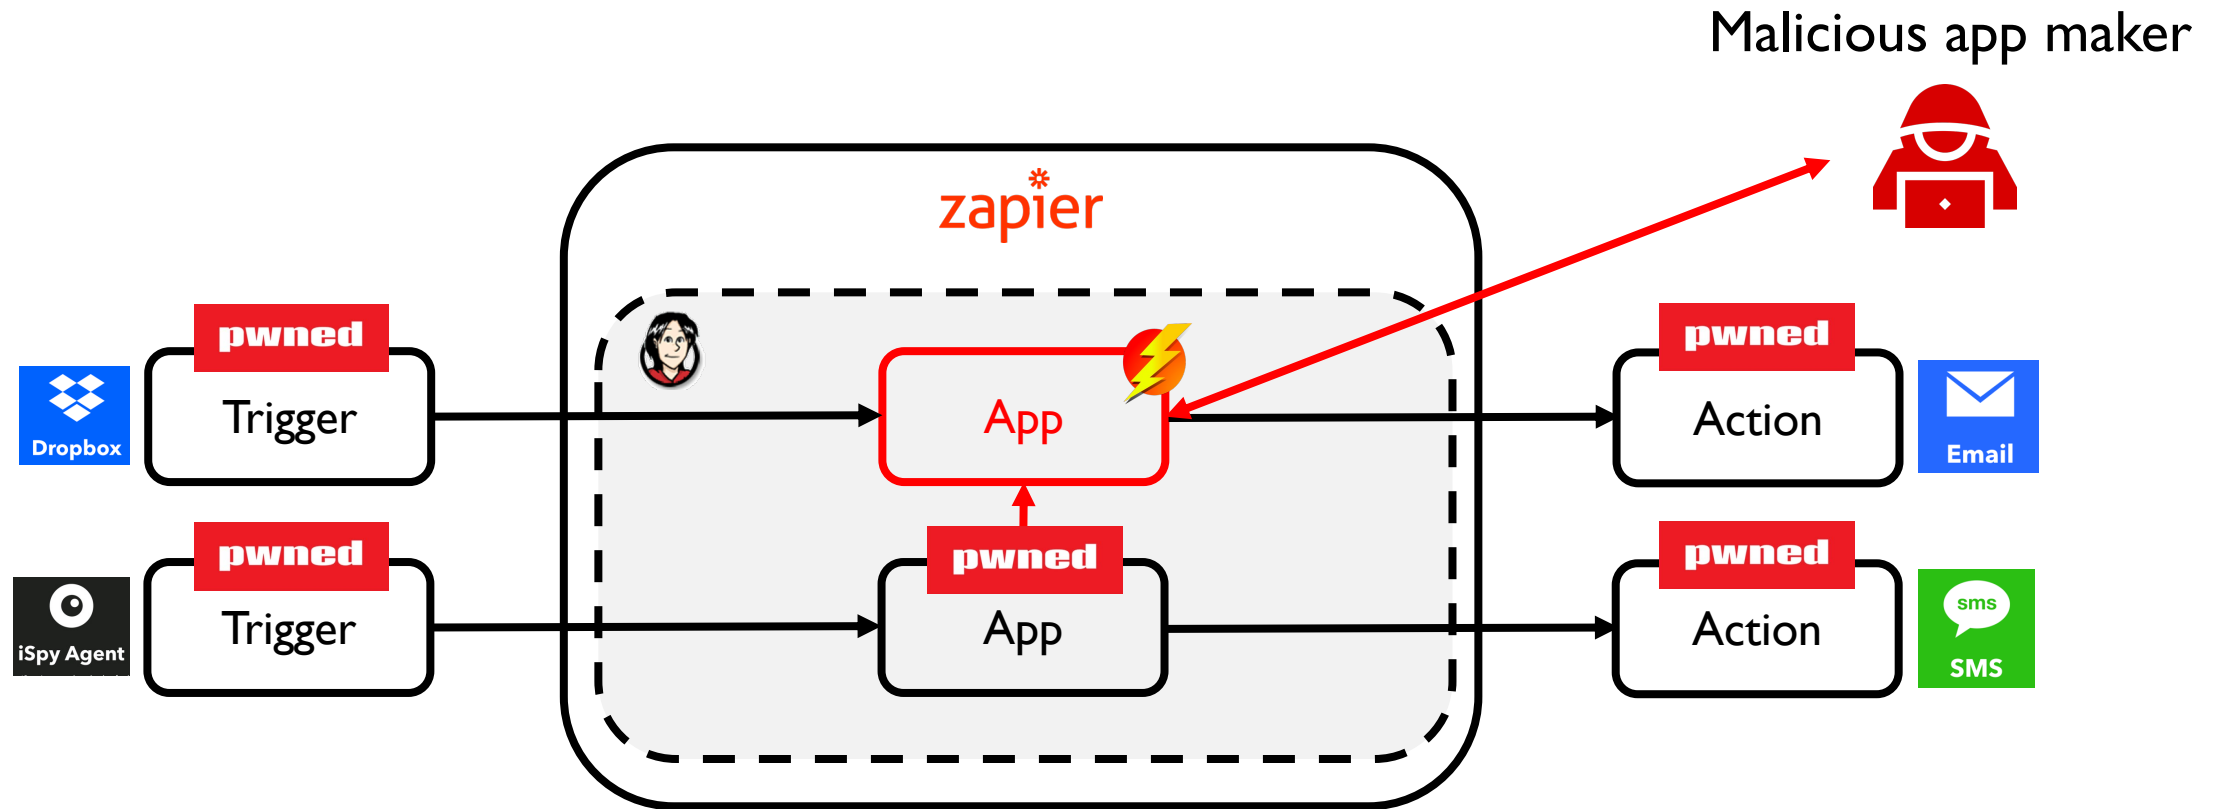 Malicious app maker
zapier
pwned
pwned
Trigger
App
Action
Dropbox
Email
pwned
pwned
pwned
Trigger
App
Action
iSpy Agent
sms
SMS